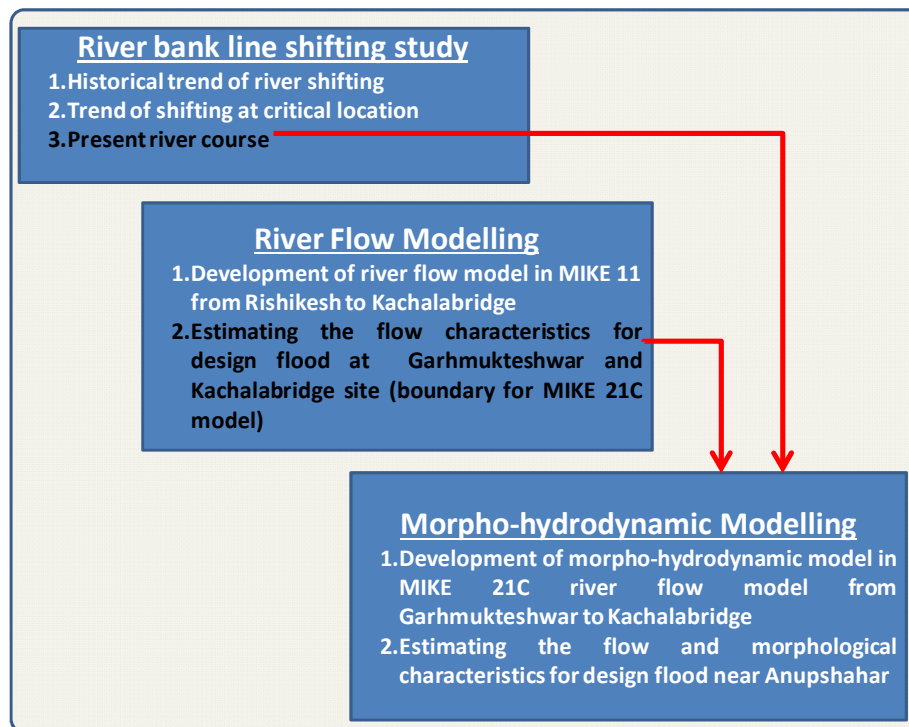 River bank line shifting study
1.Historical trend of river shifting
2.Trend of shifting at critical location
3.Present river course
River Flow Modelling
1.Development of river flow model in MIKE 11
from Rishikesh to Kachalabridge
2.Estimating the flow characteristics for
design flood at Garhmukteshwar and
Kachalabridge site (boundary for MIKE 21C
model)
Morpho-hydrodynamic Modelling
1.Development of morpho-hydrodynamic model in
MIKE 21C river flow model from
Garhmukteshwar to Kachalabridge
2.Estimating the flow and morphological
characteristics for design flood near Anupshahar